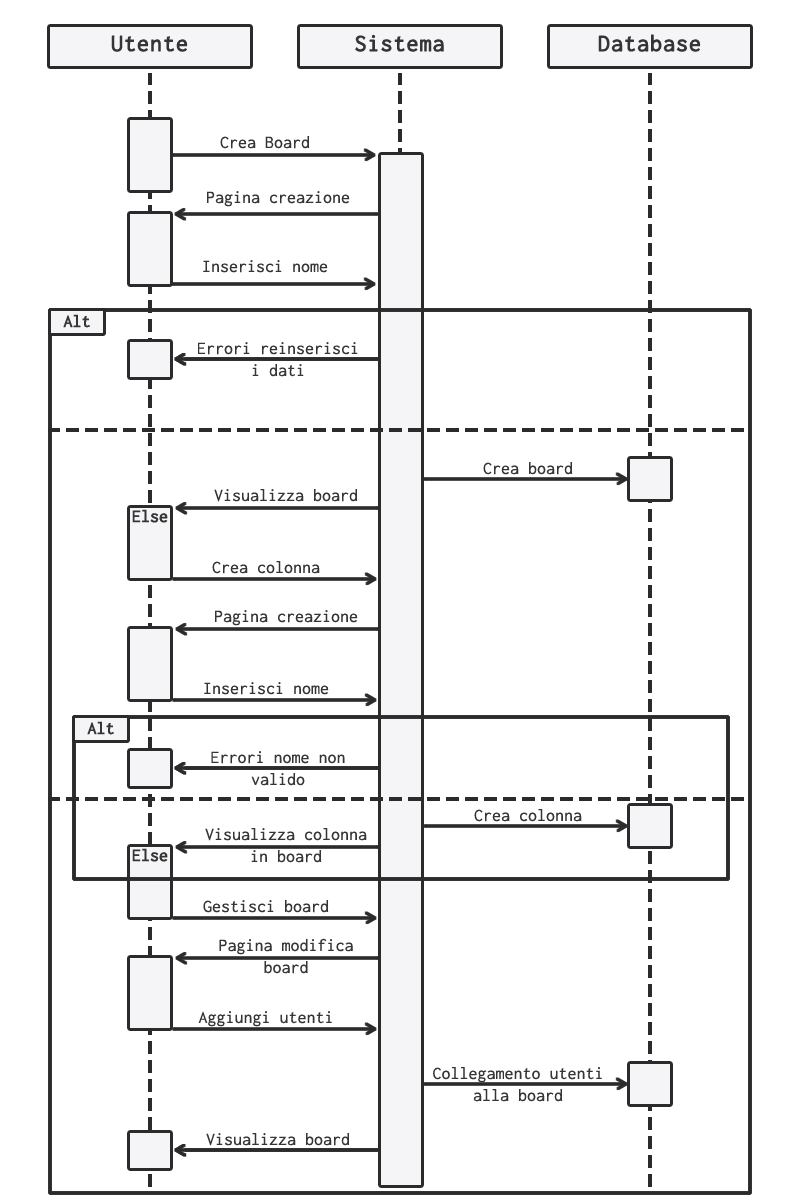 Utente
Sistema
Database
Crea Board
Pagina creazione
Inserisci nome
Alt
Errori reinserisci
i dati
Crea board
Visualizza board
Else
Crea colonna
Pagina creazione
Inserisci nome
Alt
Errori nome non
valido
Crea colonna
Visualizza colonna
in board
Else
Gestisci board
Pagina modifica
board
Aggiungi utenti
Collegamento utenti
alla board
Visualizza board